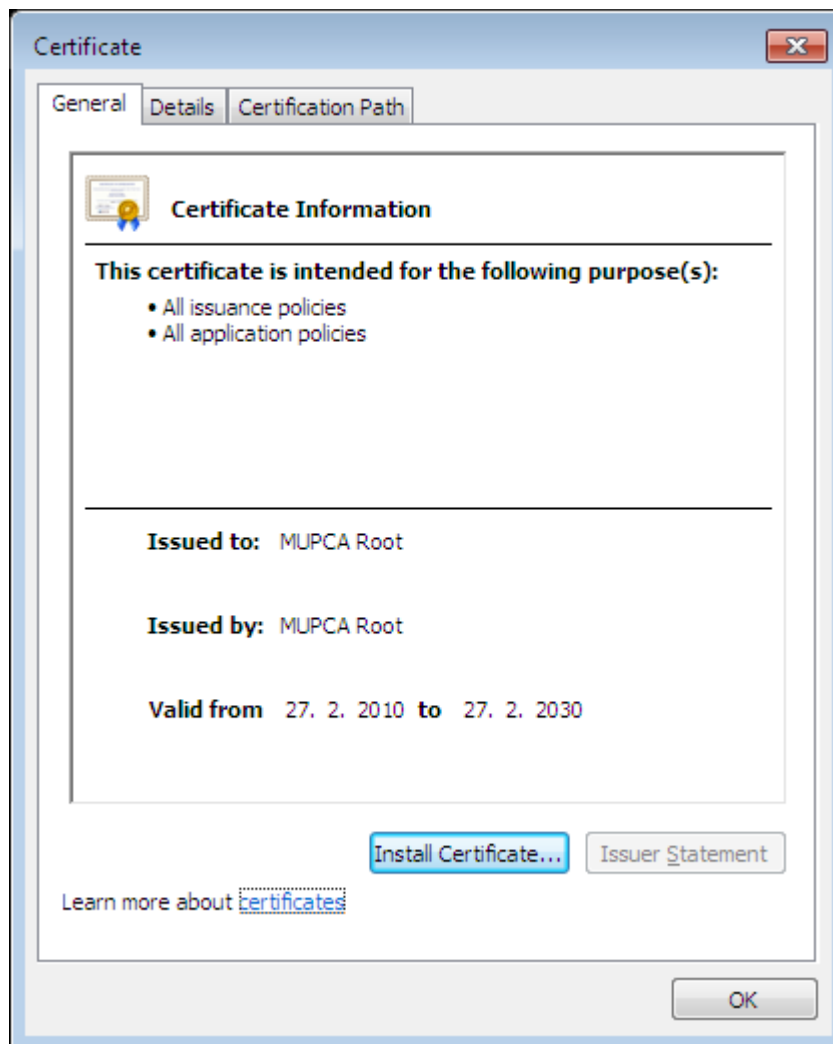 Certificate
General Details Certification Path
Certificate Information
This certificate is intended for the following purpose(s):
• All issuance policies
• All application policies
Issued to: MUPCA Root
Issued by: MUPCA Root
Valid from 27. 2. 2010 to 27. 2. 2030
Install Certificate... Issuer Statement
Learn more about certificates
OK